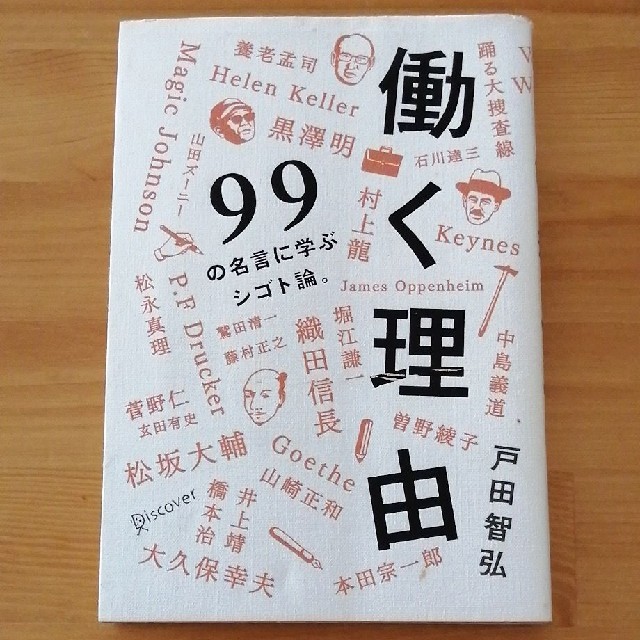 働く理由
99
の名言に学ぶ
シゴト論。
戸田智弘
養老孟司
Helen Keller
黒澤明
踊る大捜査線
石川達三
Magic Johnson
山田ズーニー
村上龍
Keynes
James Oppenheim
松永真理
P.F Drucker
鷲田清一
藤村正之
織田信長
堀江謙一
中島義道
菅野仁
玄田有史
曽野綾子
松坂大輔
Goethe
山崎正和
Discover
橋本治
井上靖
大久保幸夫
本田宗一郎